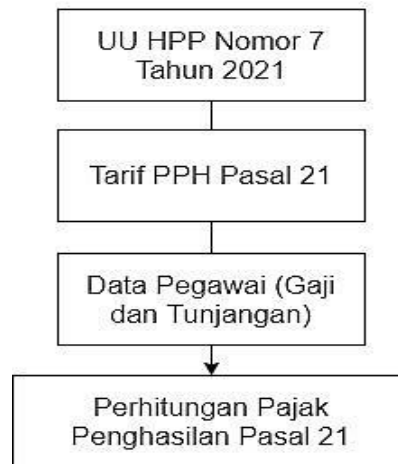 UU HPP Nomor 7
Tahun 2021
Tarif PPH Pasal 21
Data Pegawai (Gaji
dan Tunjangan)
Perhitungan Pajak
Penghasilan Pasal 21